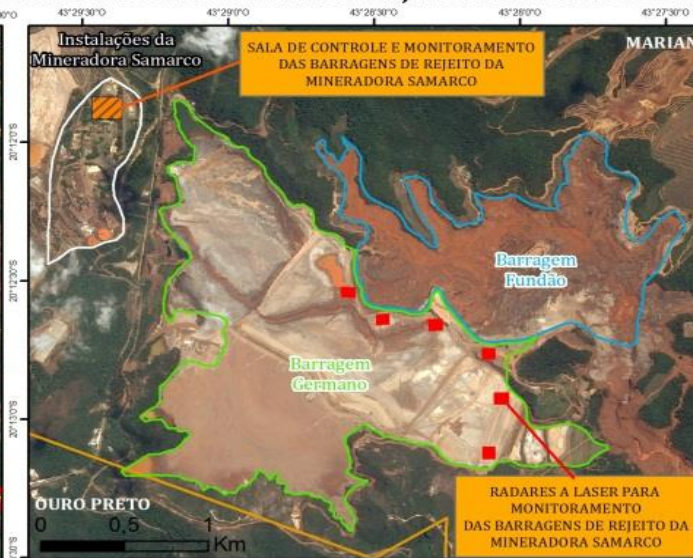 43°29'30"O
43°29'0"O
43°28'30"O
43°28'0"O
43°27'30"O
Instalações da
Mineradora Samarco
SALA DE CONTROLE E MONITORAMENTO
DAS BARRAGENS DE REJEITO DA
MINERADORA SAMARCO
MARIAN
20°12'0"S
20°12'30"S
20°13'0"S
Barragem
Fundão
Barragem
Germano
OURO PRETO
0 0,5 1
Km
RADARES A LASER PARA
MONITORAMENTO
DAS BARRAGENS DE REJEITO DA
MINERADORA SAMARCO